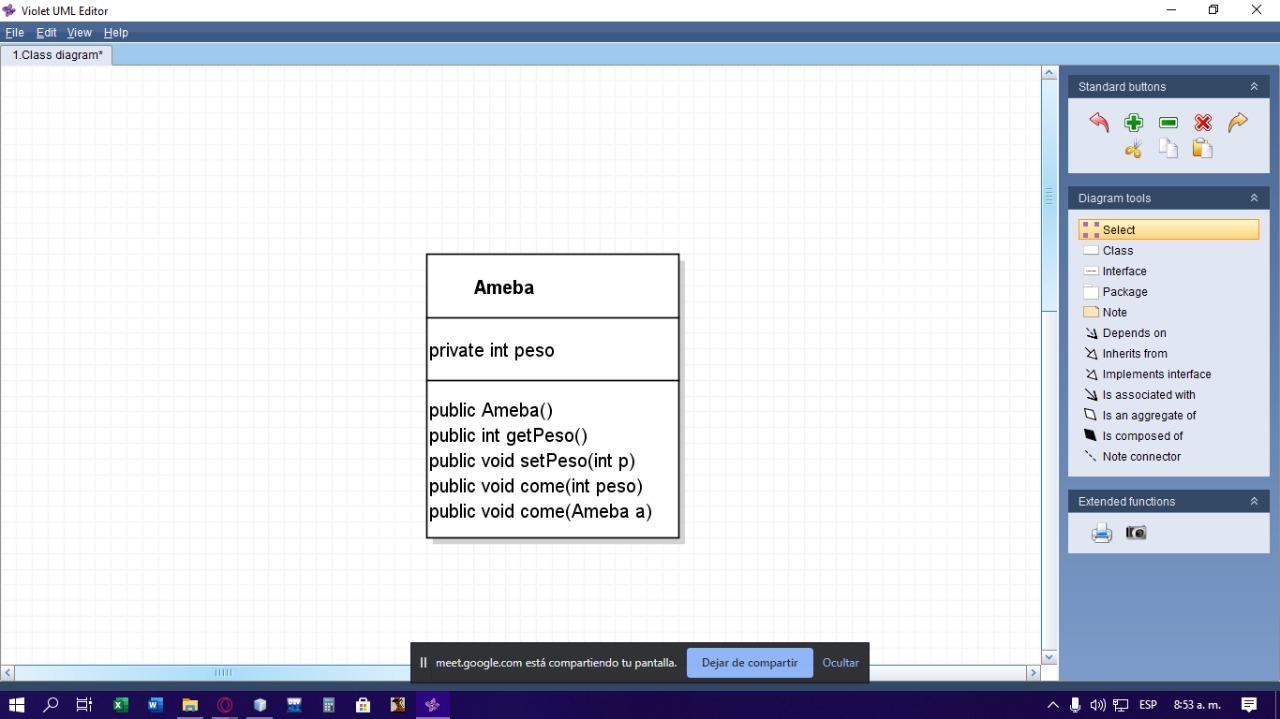 Violet UML Editor
File Edit View Help
1.Class diagram*
Ameba
private int peso
public Ameba()
public int getPeso()
public void setPeso(int p)
public void come(int peso)
public void come(Ameba a)
Standard buttons
Diagram tools
Select
Class
Interface
Package
Note
Depends on
Inherits from
Implements interface
Is associated with
Is an aggregate of
Is composed of
Note connector
Extended functions
meet.google.com está compartiendo tu pantalla. Dejar de compartir Ocultar
ESP 8:53 a. m.